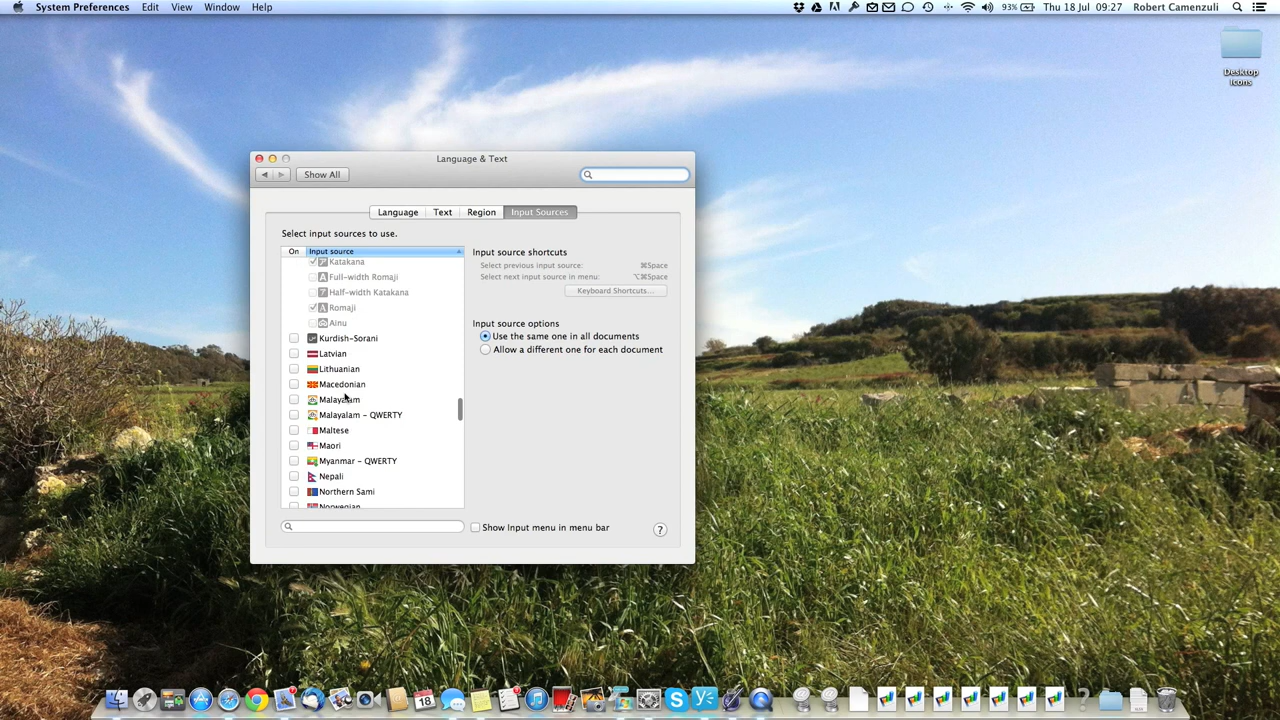 System Preferences Edit View Window Help
93% Thu 18 Jul 09:27 Robert Camenzuli
Desktop
Icons
Language & Text
Show All
Language Text Region Input Sources
Select input sources to use.
On Input source
Katakana
Full-width Romaji
Half-width Katakana
Romaji
Ainu
Kurdish-Sorani
Latvian
Lithuanian
Macedonian
Malayalam
Malayalam – QWERTY
Maltese
Maori
Myanmar – QWERTY
Nepali
Northern Sami
Norwegian
Input source shortcuts
Select previous input source: ⌘Space
Select next input source in menu: ⌥⌘Space
Keyboard Shortcuts...
Input source options
Use the same one in all documents
Allow a different one for each document
Show Input menu in menu bar
?
18